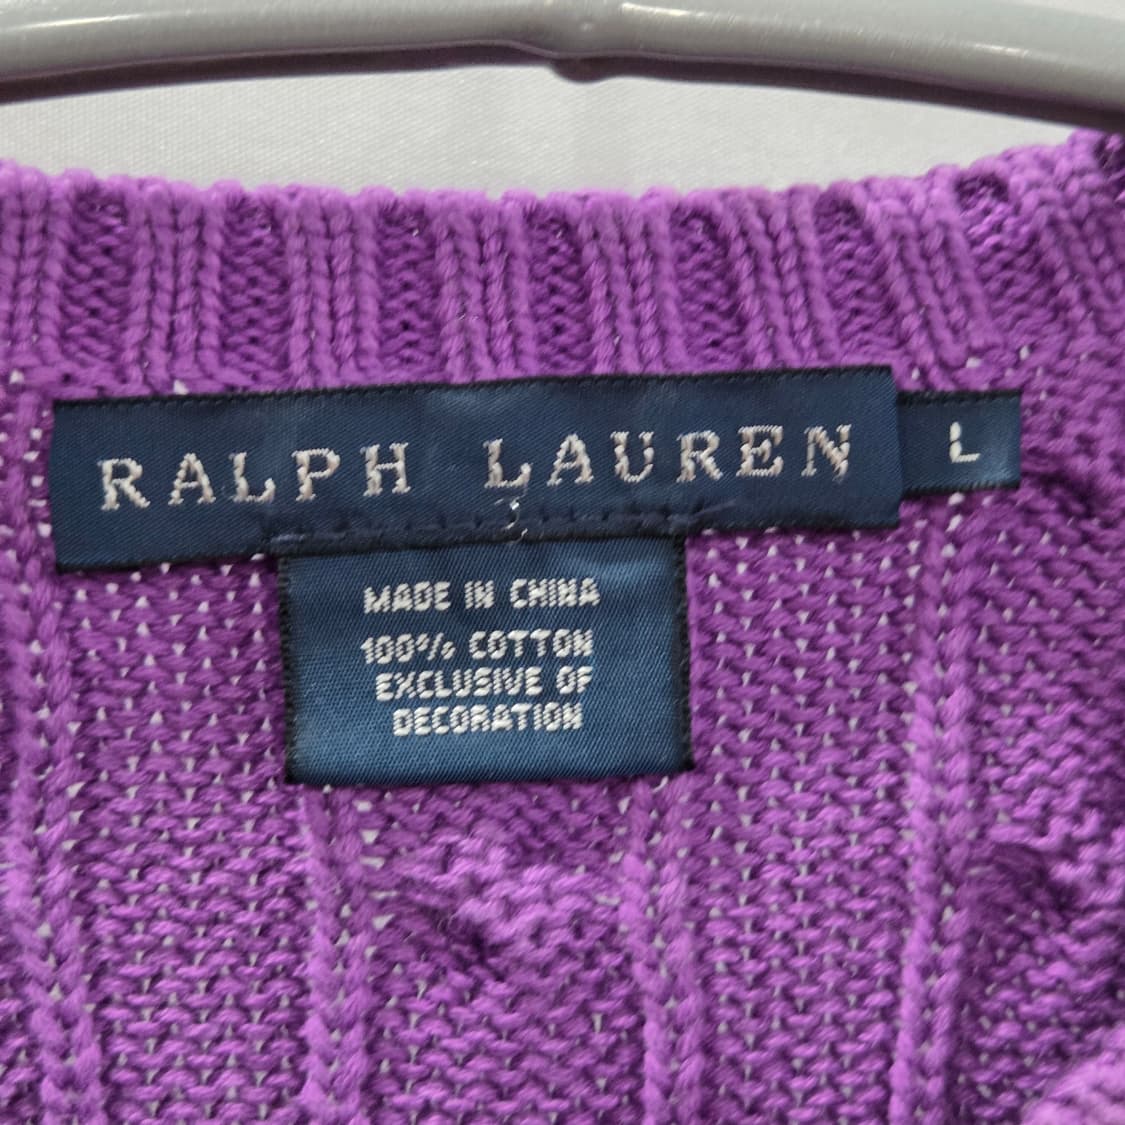 RALPH LAUREN L
MADE IN CHINA
100% COTTON
EXCLUSIVE OF
DECORATION